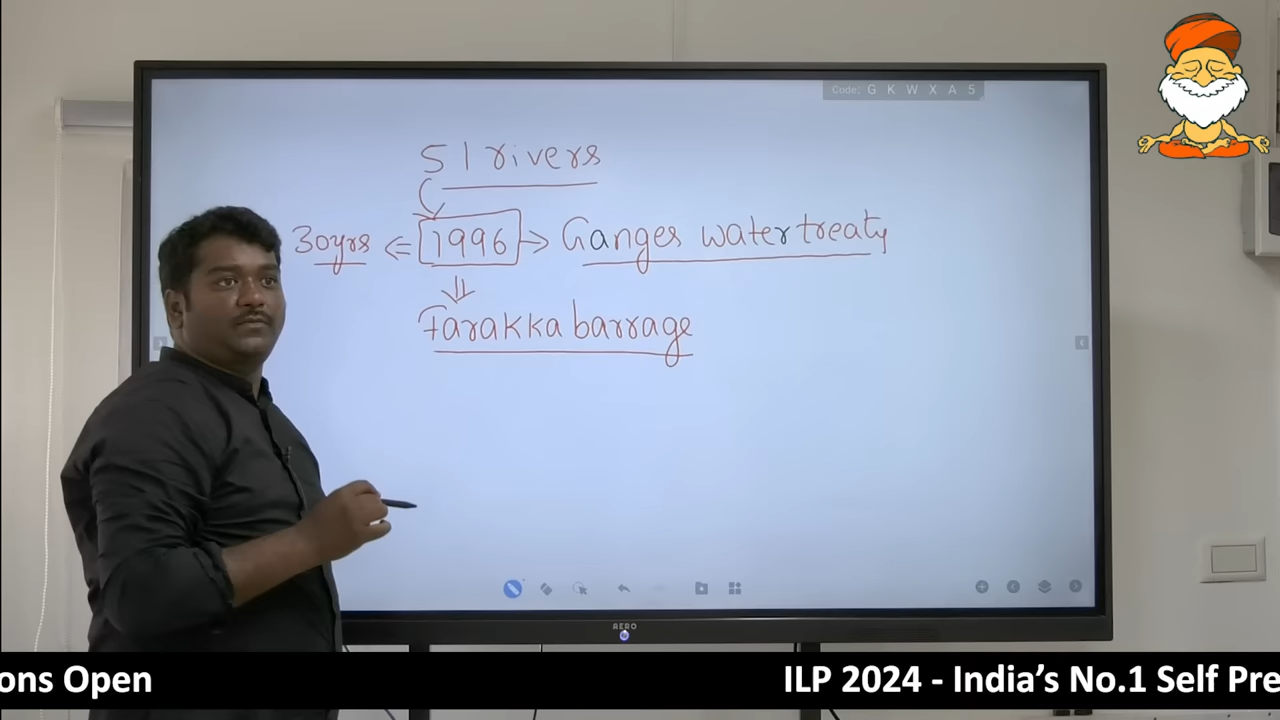 Code: G K W X A 5
51 rivers
30yrs ⇐ 1996 → Ganges water treaty
⇓
Farakka barrage
AERO
ons Open ILP 2024 - India’s No.1 Self Pre